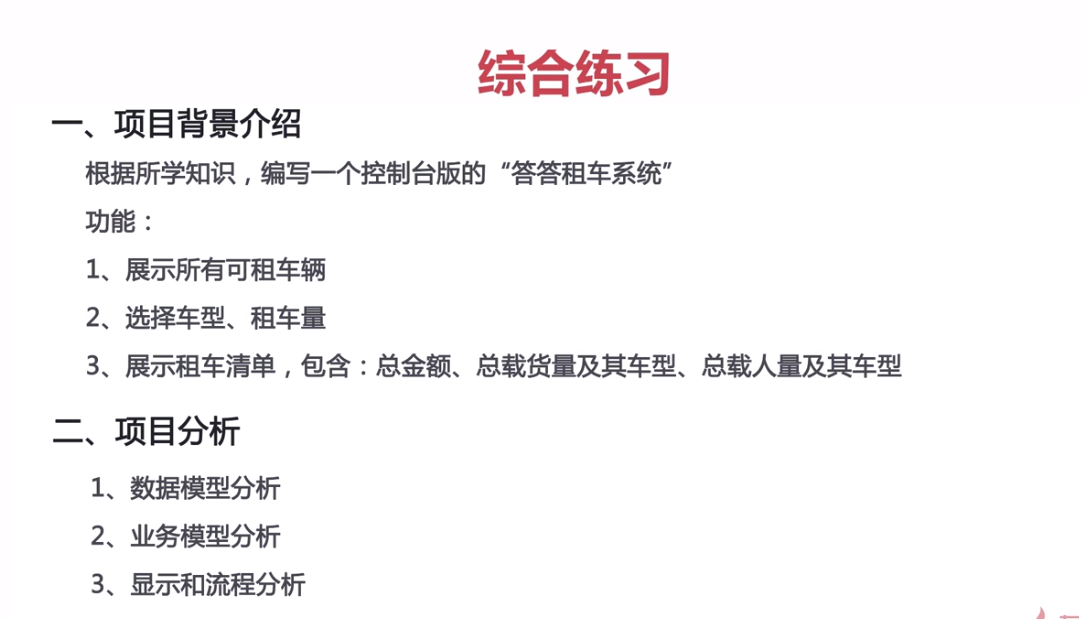 综合练习
一、项目背景介绍
根据所学知识，编写一个控制台版的“答答租车系统”
功能：
1、展示所有可租车辆
2、选择车型、租车量
3、展示租车清单，包含：总金额、总载货量及其车型、总载人量及其车型
二、项目分析
1、数据模型分析
2、业务模型分析
3、显示和流程分析